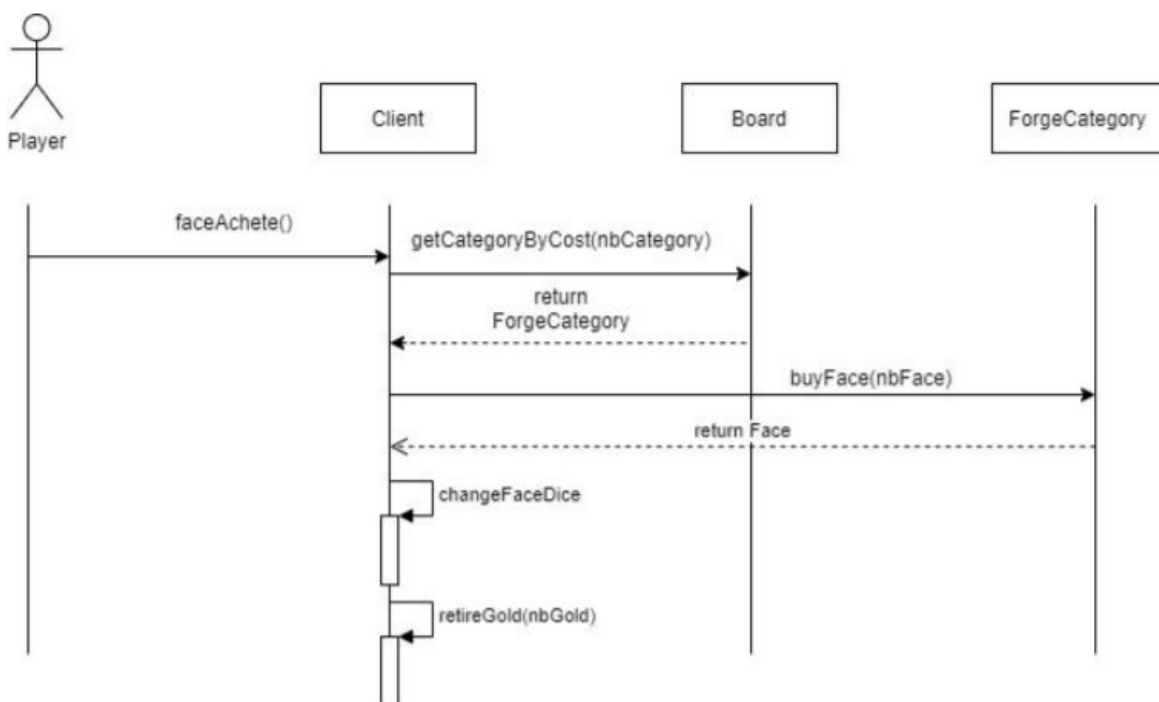 Player
Client
Board
ForgeCategory
faceAchete()
getCategoryByCost(nbCategory)
return
ForgeCategory
buyFace(nbFace)
return Face
changeFaceDice
retireGold(nbGold)